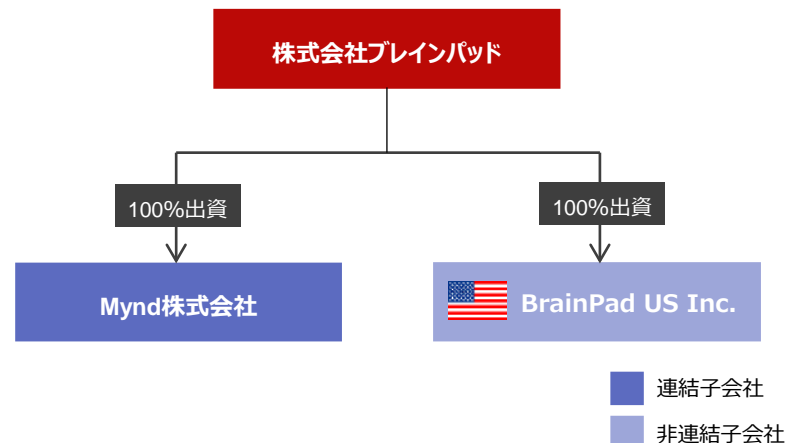 株式会社ブレインパッド
100%出資
100%出資
Mynd株式会社
BrainPad US Inc.
連結子会社
非連結子会社